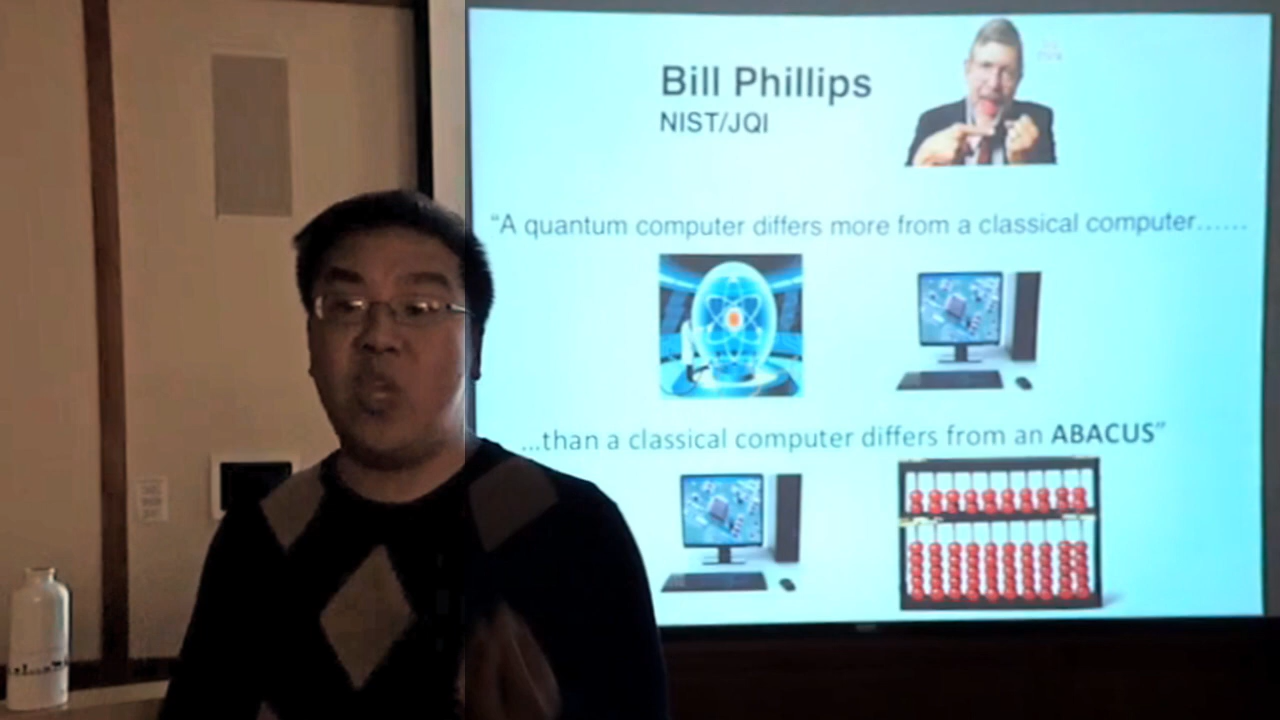 Bill Phillips
NIST/JQI
“A quantum computer differs more from a classical computer......
...than a classical computer differs from an ABACUS”